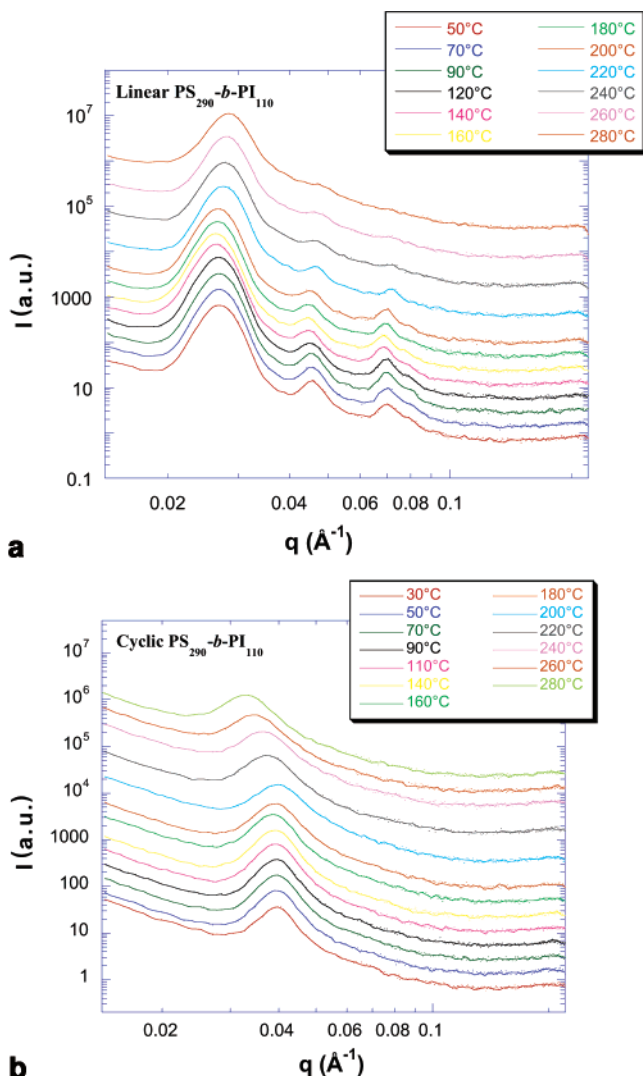 50°C 180°C
70°C 200°C
90°C 220°C
120°C 240°C
140°C 260°C
160°C 280°C
Linear PS290-b-PI110
10^7
10^5
1000
10
0.1
I (a.u.)
0.02 0.04 0.06 0.08 0.1
q (Å^-1)
a
30°C 180°C
50°C 200°C
70°C 220°C
90°C 240°C
110°C 260°C
140°C 280°C
160°C
Cyclic PS290-b-PI110
10^7
10^6
10^5
10^4
1000
100
10
1
I (a.u.)
0.02 0.04 0.06 0.08 0.1
q (Å^-1)
b